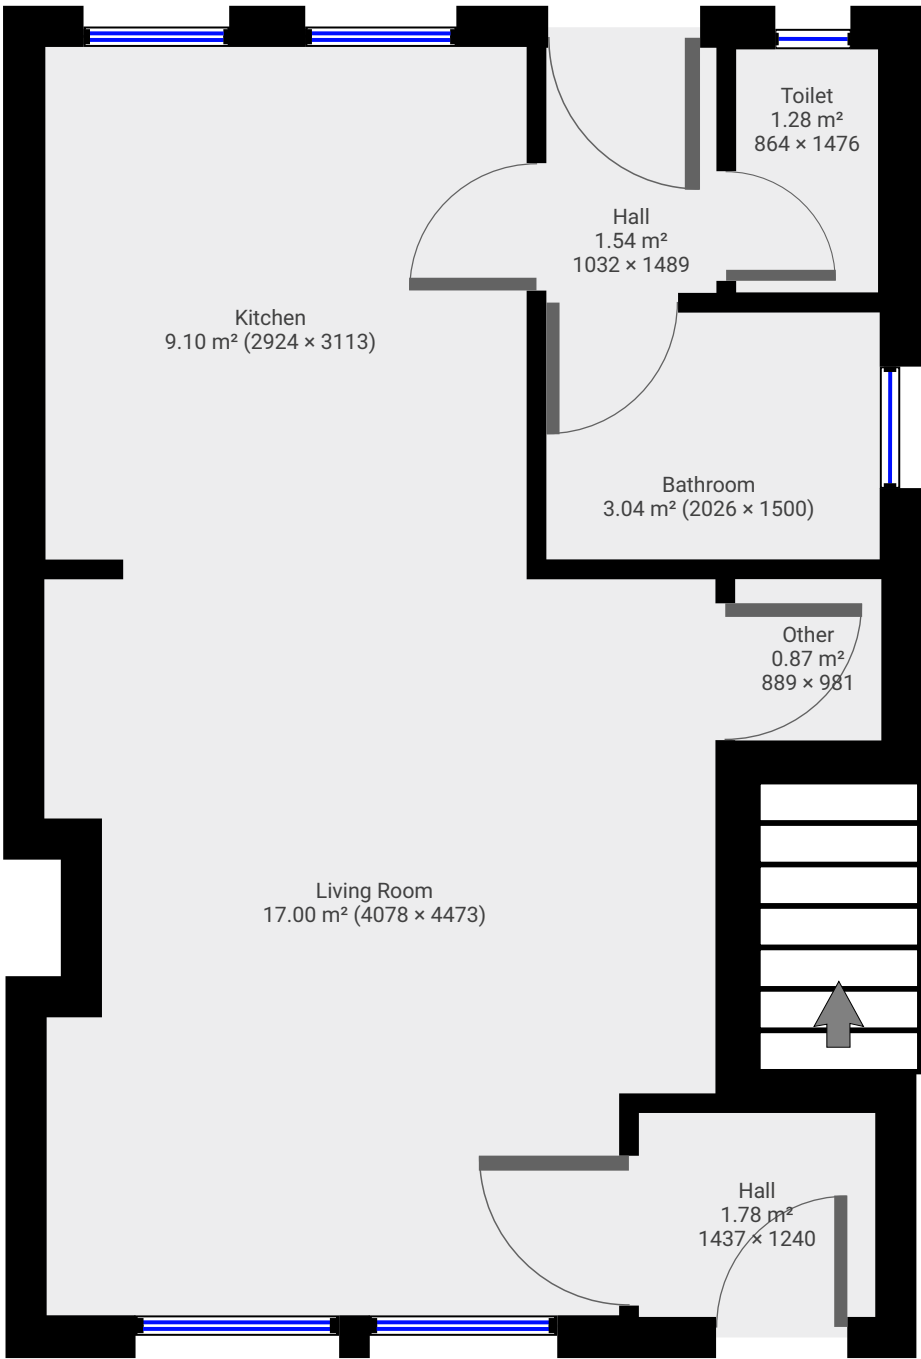 Toilet
1.28 m²
864 × 1476
Hall
1.54 m²
1032 × 1489
Kitchen
9.10 m² (2924 × 3113)
Bathroom
3.04 m² (2026 × 1500)
Other
0.87 m²
889 × 981
Living Room
17.00 m² (4078 × 4473)
Hall
1.78 m²
1437 × 1240